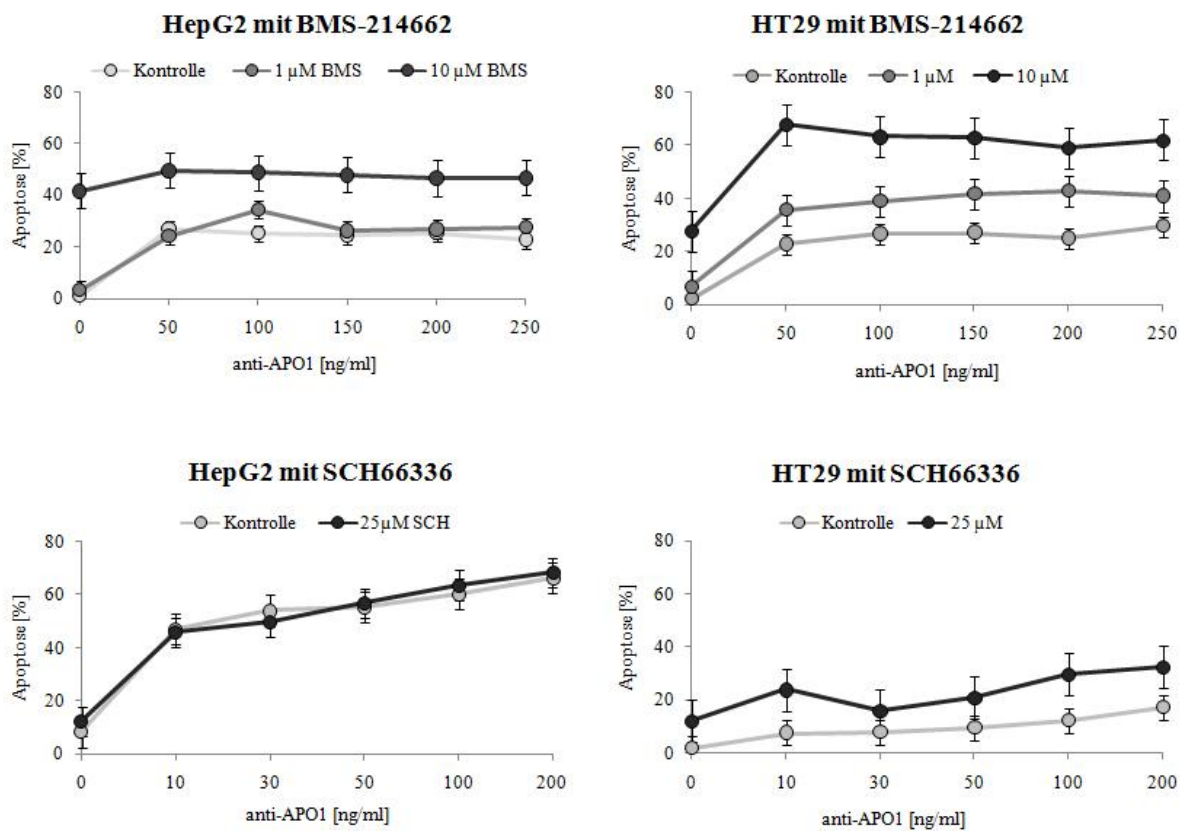 HepG2 mit BMS-214662
Kontrolle 1 µM BMS 10 µM BMS
80
60
40
20
0
Apoptose [%]
0 50 100 150 200 250
anti-APO1 [ng/ml]
HT29 mit BMS-214662
Kontrolle 1 µM 10 µM
80
60
40
20
0
Apoptose [%]
0 50 100 150 200 250
anti-APO1 [ng/ml]
HepG2 mit SCH66336
Kontrolle 25µM SCH
80
60
40
20
0
Apoptose [%]
0 10 30 50 100 200
anti-APO1 [ng/ml]
HT29 mit SCH66336
Kontrolle 25 µM
80
60
40
20
0
Apoptose [%]
0 10 30 50 100 200
anti-APO1 [ng/ml]